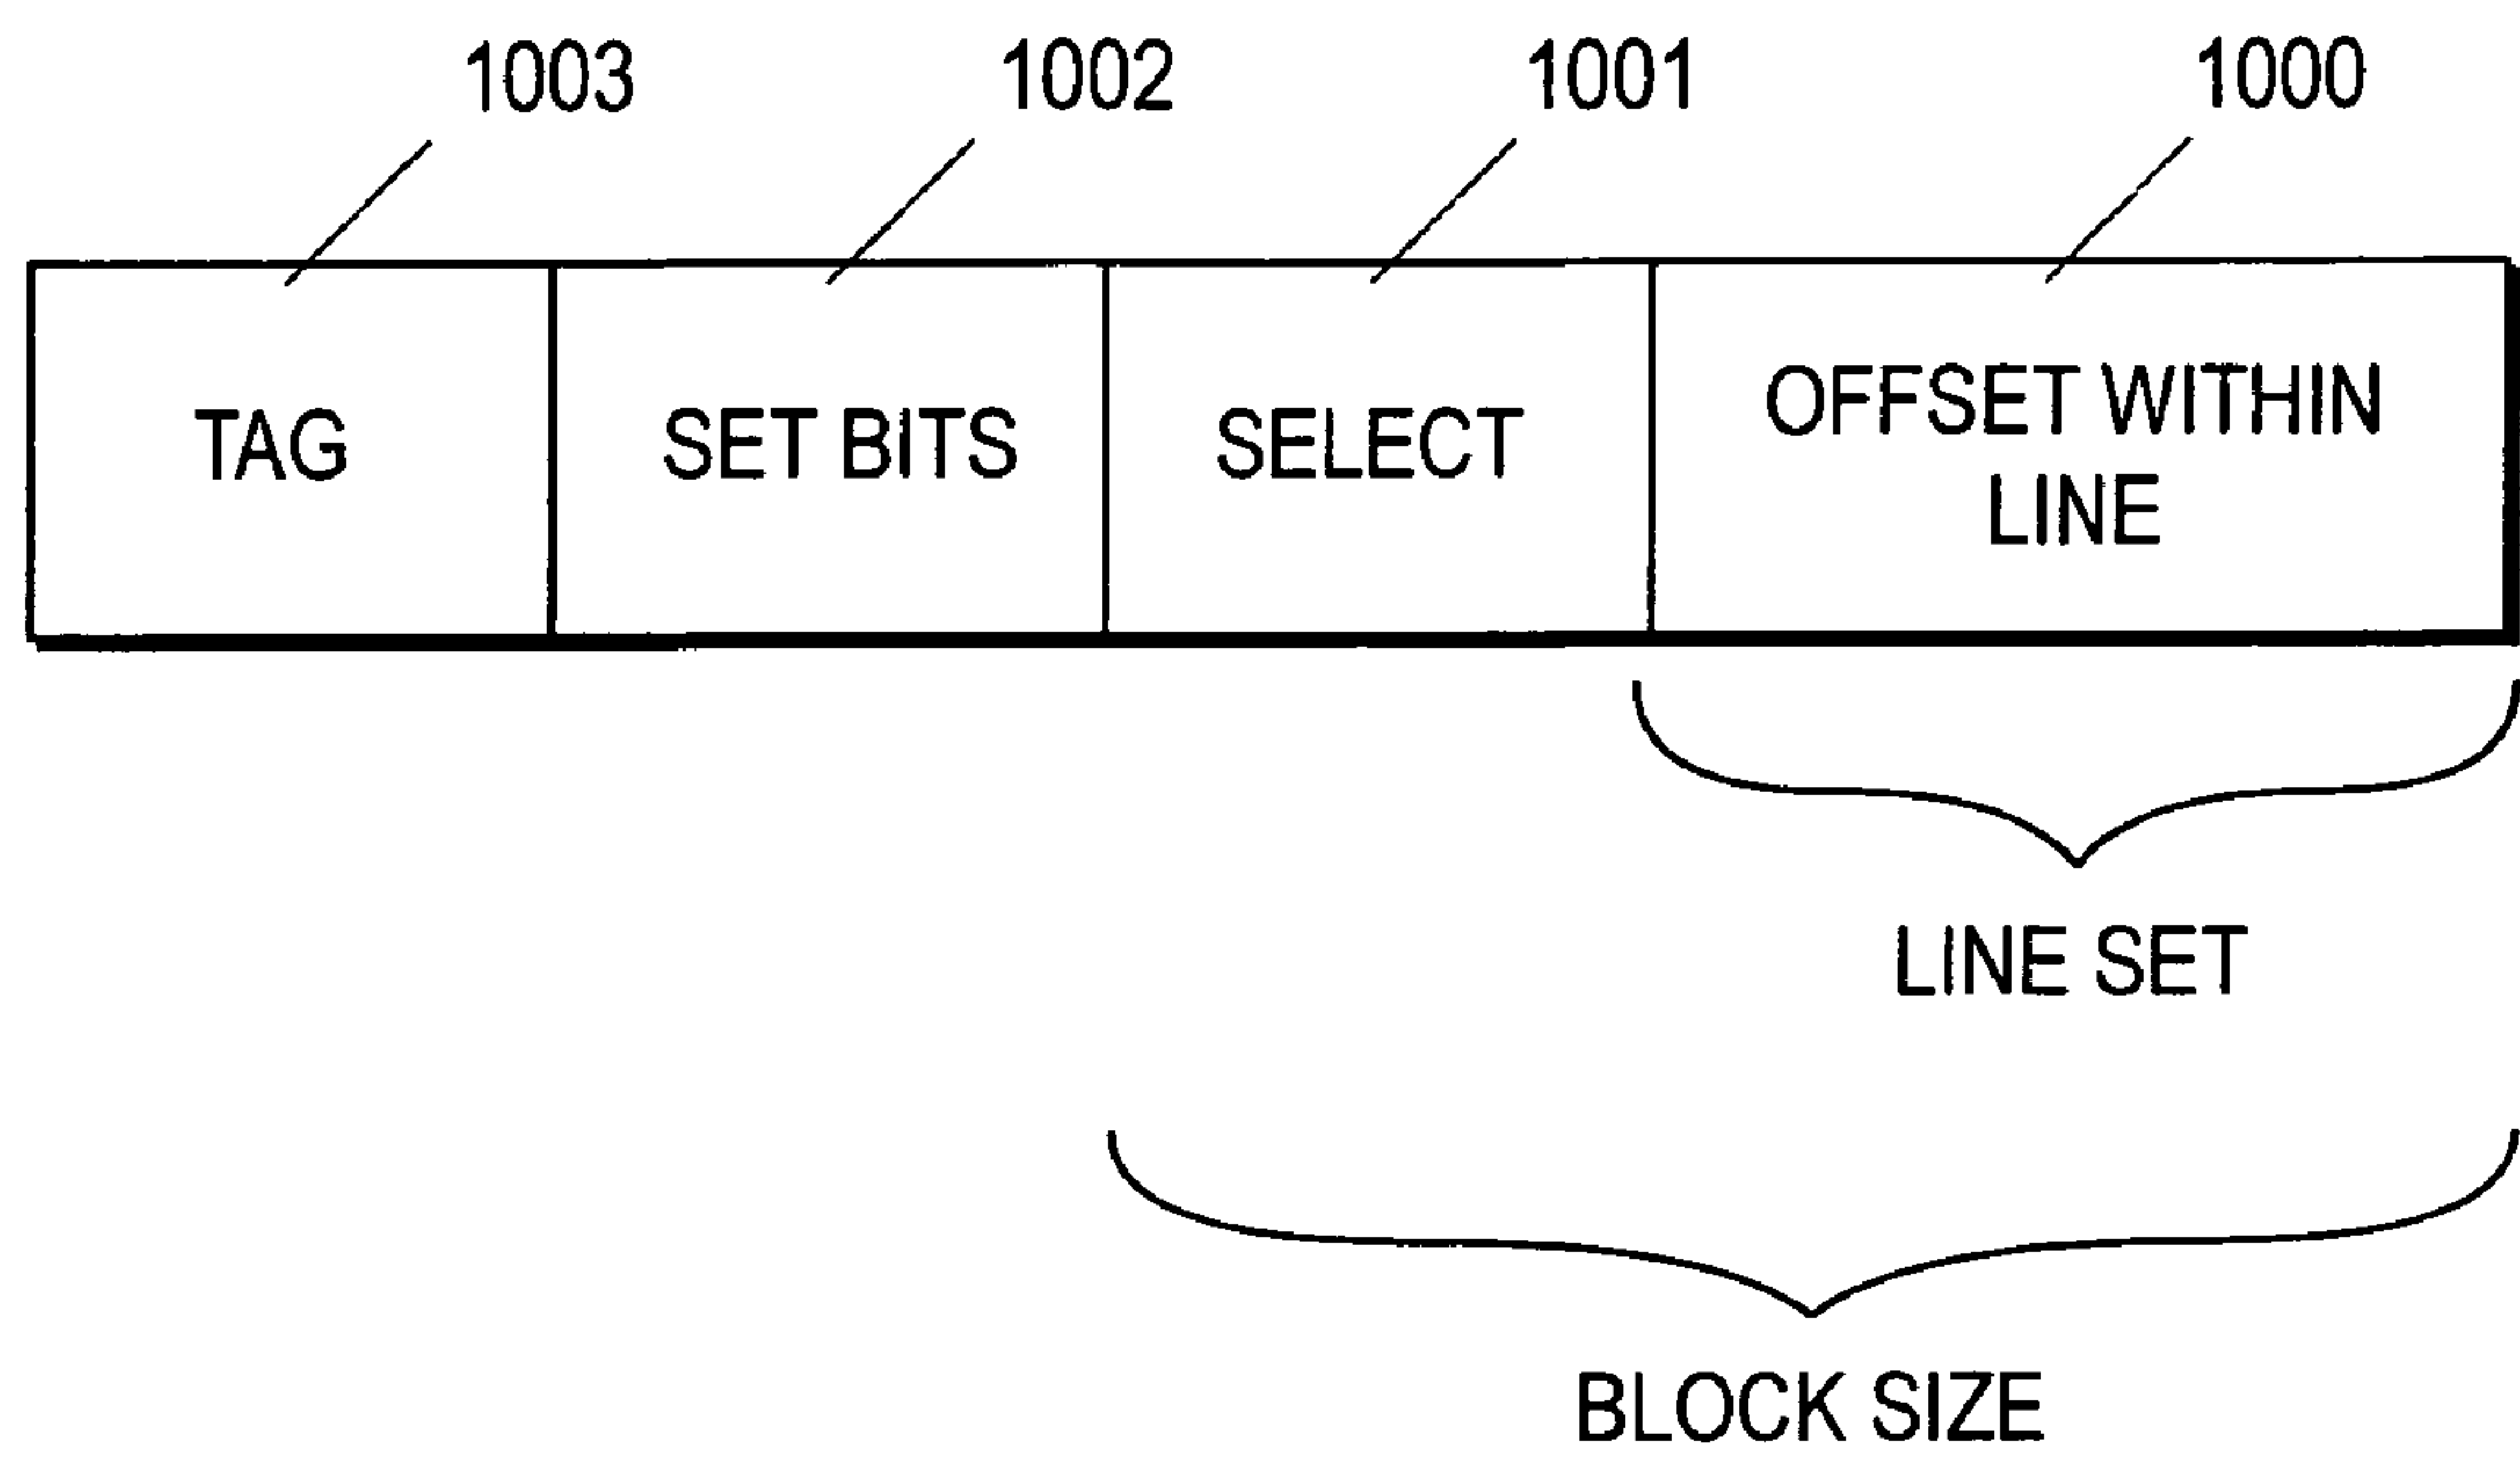 1003
1002
1001
1000
TAG
SET BITS
SELECT
OFFSET WITHIN
LINE
LINE SET
BLOCK SIZE